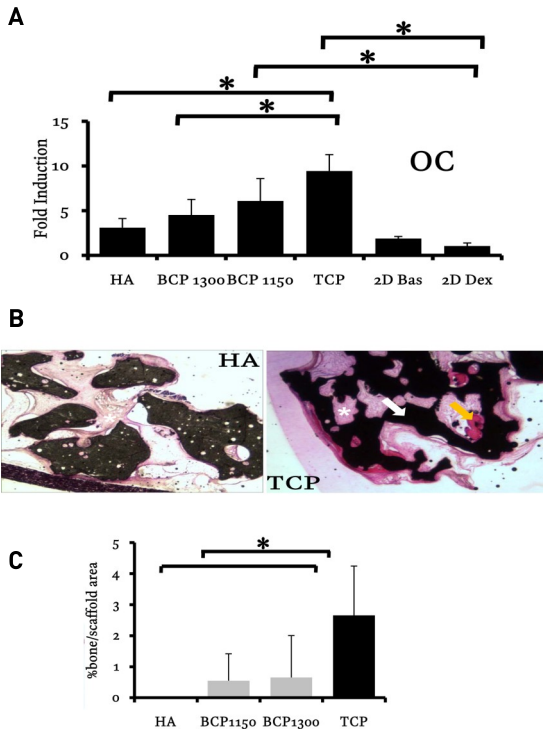 A
*
*
*
*
15
10
5
0
Fold Induction
OC
HA BCP 1300 BCP 1150 TCP 2D Bas 2D Dex
B
HA
*
TCP
C
*
5
4
3
2
1
0
%bone/scaffold area
HA BCP1150 BCP1300 TCP